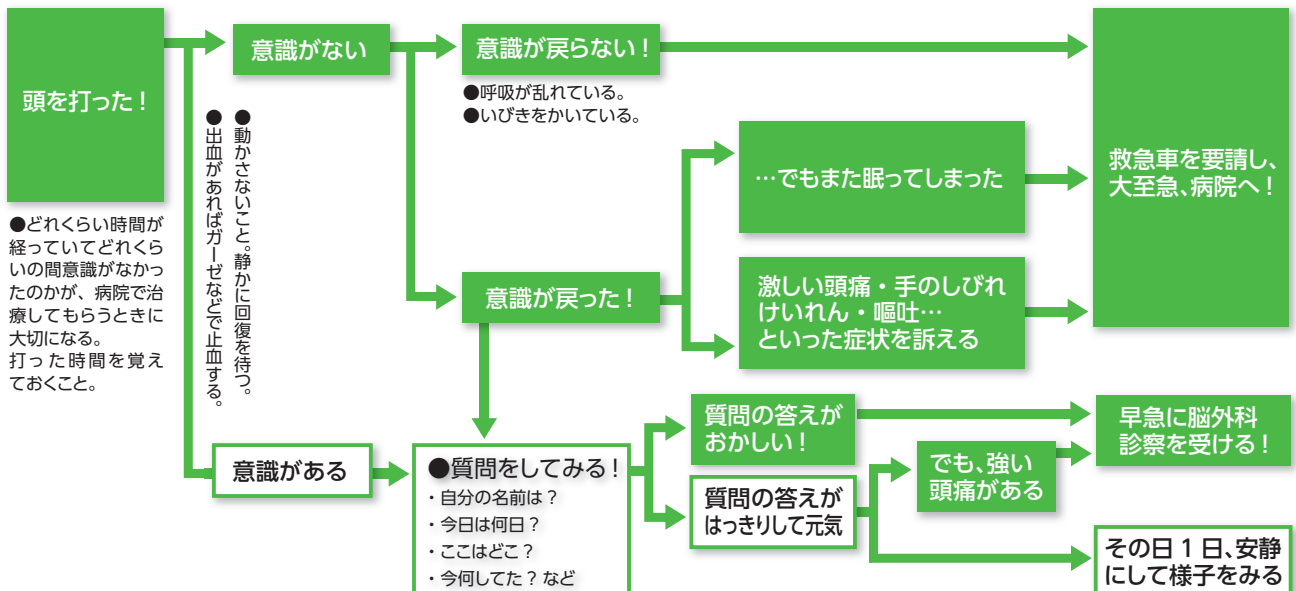 頭を打った！
●どれくらい時間が
経っていてどれくら
いの間意識がなかっ
たのかが、病院で治
療してもらうときに
大切になる。
打った時間を覚え
ておくこと。
意識がない
●動かさないこと。静かに回復を待つ。
●出血があればガーゼなどで止血する。
意識が戻らない！
●呼吸が乱れている。
●いびきをかいている。
意識が戻った！
…でもまた眠ってしまった
激しい頭痛・手のしびれ
けいれん・嘔吐…
といった症状を訴える
救急車を要請し、
大至急、病院へ！
意識がある
●質問をしてみる！
・自分の名前は？
・今日は何日？
・ここはどこ？
・今何してた？など
質問の答えが
おかしい！
質問の答えが
はっきりして元気
でも、強い
頭痛がある
早急に脳外科
診察を受ける！
その日１日、安静
にして様子をみる